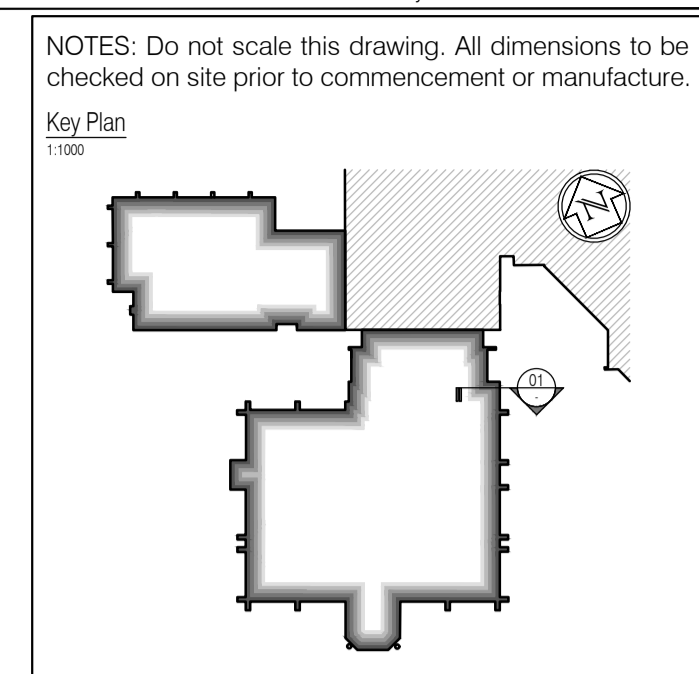 NOTES: Do not scale this drawing. All dimensions to be
checked on site prior to commencement or manufacture.
Key Plan
1:1000
N
01
-